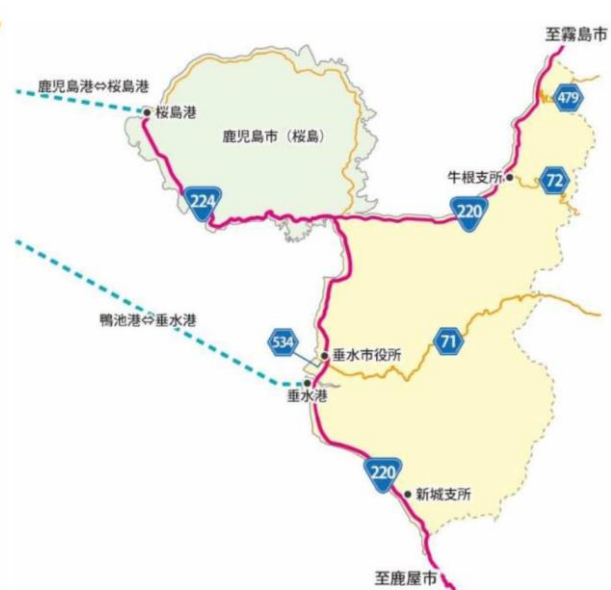 至霧島市
479
鹿児島港⇔桜島港
桜島港
鹿児島市（桜島）
牛根支所
72
224
220
鴨池港⇔垂水港
534
垂水市役所
71
垂水港
220
新城支所
至鹿屋市